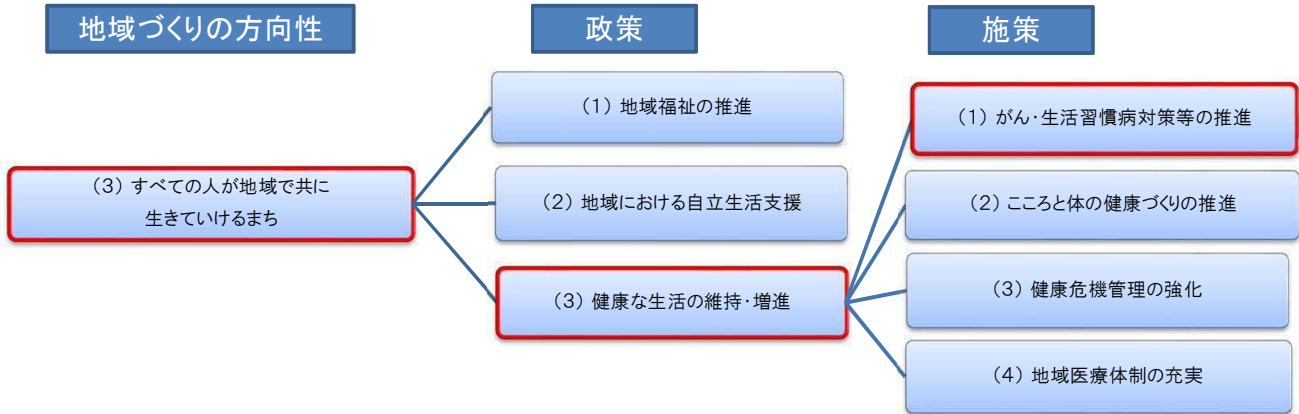 地域づくりの方向性
政策
施策
(3) すべての人が地域で共に
生きていけるまち
(1) 地域福祉の推進
(2) 地域における自立生活支援
(3) 健康な生活の維持・増進
(1) がん・生活習慣病対策等の推進
(2) こころと体の健康づくりの推進
(3) 健康危機管理の強化
(4) 地域医療体制の充実